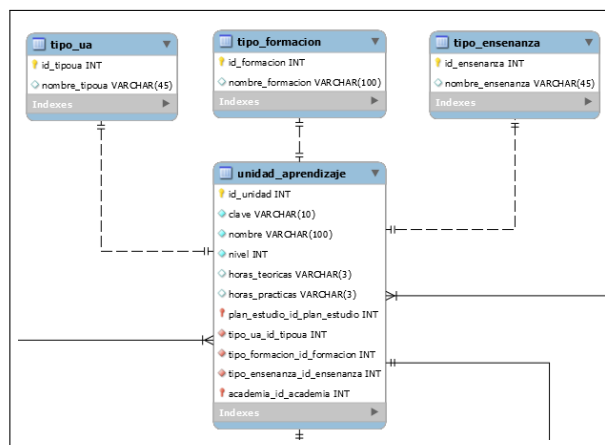 tipo_ua
id_tipoua INT
nombre_tipoua VARCHAR(45)
Indexes
tipo_formacion
id_formacion INT
nombre_formacion VARCHAR(100)
Indexes
tipo_ensenanza
id_ensenanza INT
nombre_ensenanza VARCHAR(45)
Indexes
unidad_aprendizaje
id_unidad INT
clave VARCHAR(10)
nombre VARCHAR(100)
nivel INT
horas_teoricas VARCHAR(3)
horas_practicas VARCHAR(3)
plan_estudio_id_plan_estudio INT
tipo_ua_id_tipoua INT
tipo_formacion_id_formacion INT
tipo_ensenanza_id_ensenanza INT
academia_id_academia INT
Indexes